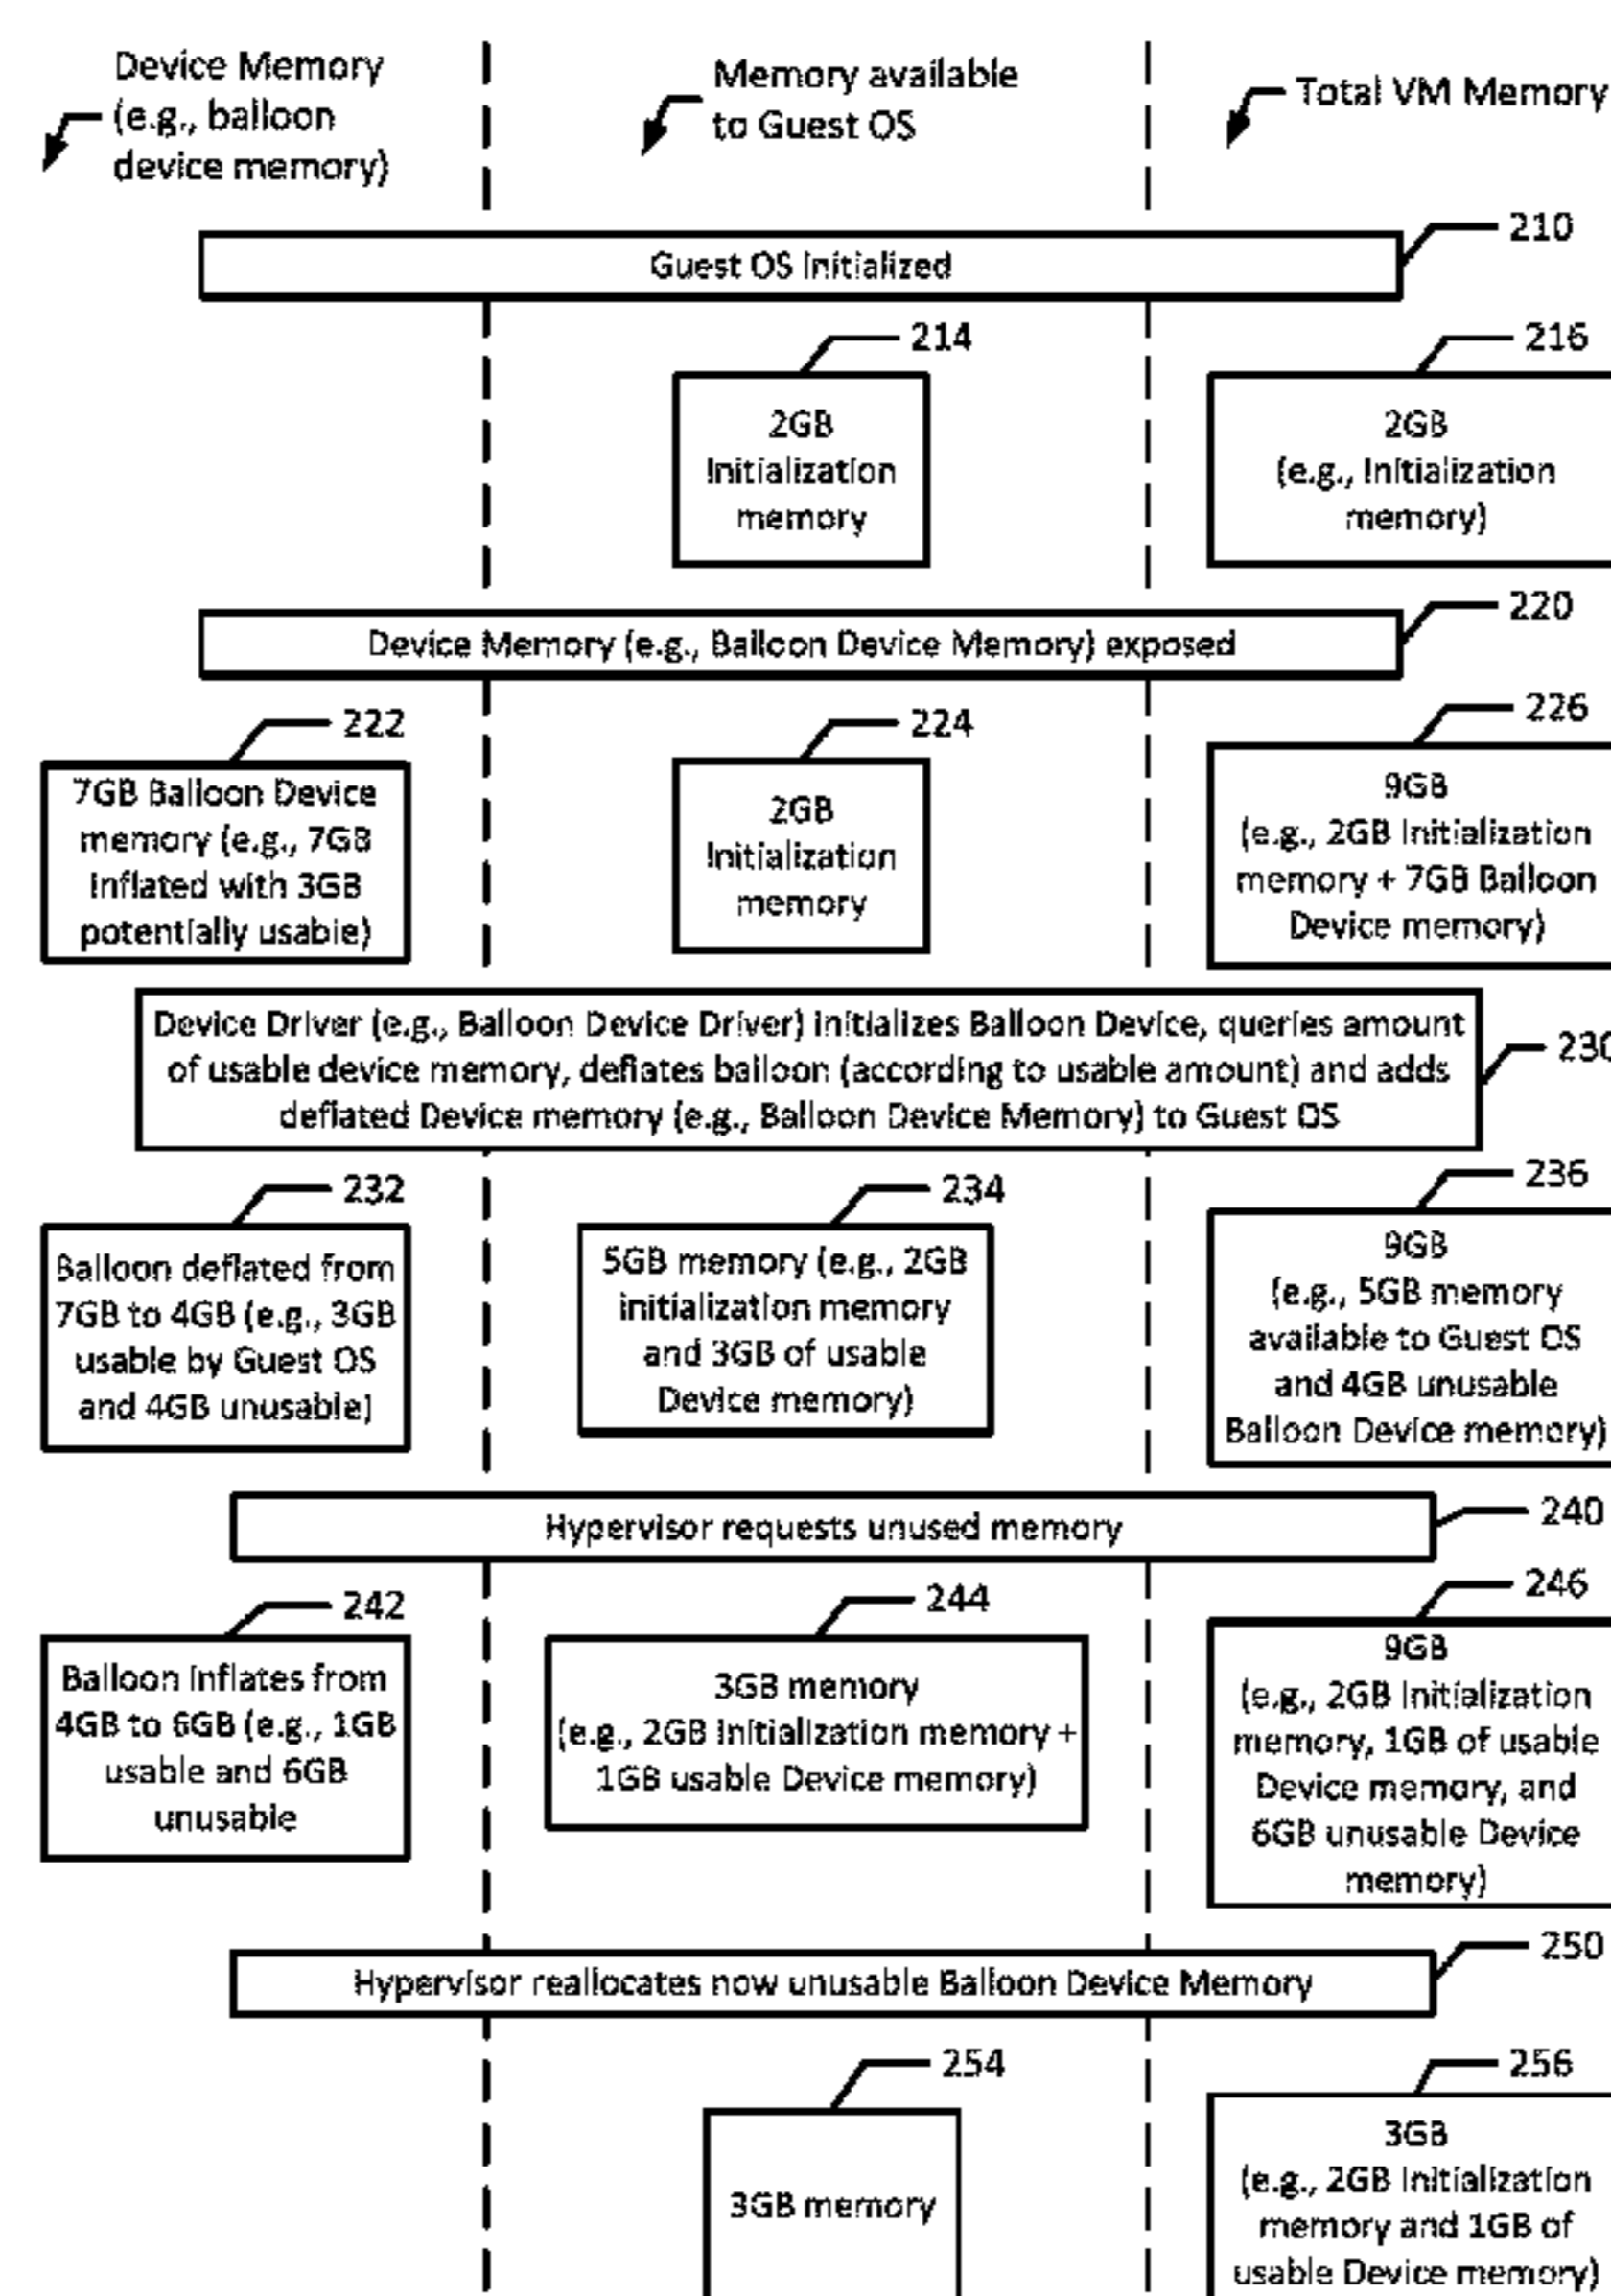 Device Memory
(e.g., balloon
device memory)
Memory available
to Guest OS
Total VM Memory
210
Guest OS Initialized
214
2GB
Initialization
memory
216
2GB
(e.g., Initialization
memory)
220
Device Memory (e.g., Balloon Device Memory) exposed
222
7GB Balloon Device
memory (e.g., 7GB
inflated with 3GB
potentially usable)
224
2GB
Initialization
memory
226
9GB
(e.g., 2GB Initialization
memory + 7GB Balloon
Device memory)
230
Device Driver (e.g., Balloon Device Driver) initializes Balloon Device, queries amount
of usable device memory, deflates balloon (according to usable amount) and adds
deflated Device memory (e.g., Balloon Device Memory) to Guest OS
232
Balloon deflated from
7GB to 4GB (e.g., 3GB
usable by Guest OS
and 4GB unusable)
234
5GB memory (e.g., 2GB
initialization memory
and 3GB of usable
Device memory)
236
9GB
(e.g., 5GB memory
available to Guest OS
and 4GB unusable
Balloon Device memory)
240
Hypervisor requests unused memory
242
Balloon inflates from
4GB to 6GB (e.g., 1GB
usable and 6GB
unusable
244
3GB memory
(e.g., 2GB Initialization memory +
1GB usable Device memory)
246
9GB
(e.g., 2GB Initialization
memory, 1GB of usable
Device memory, and
6GB unusable Device
memory)
250
Hypervisor reallocates now unusable Balloon Device Memory
254
3GB memory
256
3GB
(e.g., 2GB Initialization
memory and 1GB of
usable Device memory)